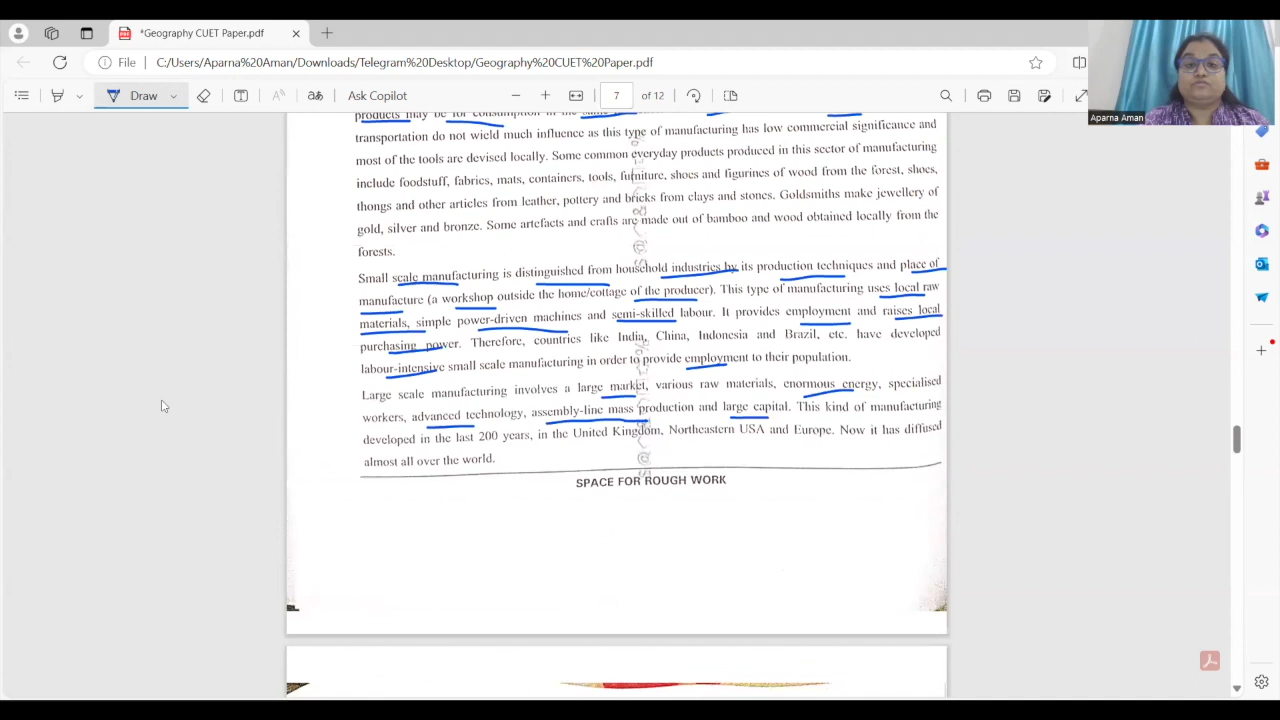 *Geography CUET Paper.pdf
File
C:/Users/Aparna%20Aman/Downloads/Telegram%20Desktop/Geography%20CUET%20Paper.pdf
Draw
Ask Copilot
7
of 12
Aparna Aman
products may be for consumption in the
transportation do not wield much influence as this type of manufacturing has low commercial significance and
most of the tools are devised locally. Some common everyday products produced in this sector of manufacturing
include foodstuff, fabrics, mats, containers, tools, furniture, shoes and figurines of wood from the forest, shoes,
thongs and other articles from leather, pottery and bricks from clays and stones. Goldsmiths make jewellery of
gold, silver and bronze. Some artefacts and crafts are made out of bamboo and wood obtained locally from the
forests.
Small scale manufacturing is distinguished from household industries by its production techniques and place of
manufacture (a workshop outside the home/cottage of the producer). This type of manufacturing uses local raw
materials, simple power-driven machines and semi-skilled labour. It provides employment and raises local
purchasing power. Therefore, countries like India, China, Indonesia and Brazil, etc. have developed
labour-intensive small scale manufacturing in order to provide employment to their population.
Large scale manufacturing involves a large market, various raw materials, enormous energy, specialised
workers, advanced technology, assembly-line mass production and large capital. This kind of manufacturing
developed in the last 200 years, in the United Kingdom, Northeastern USA and Europe. Now it has diffused
almost all over the world.
SPACE FOR ROUGH WORK